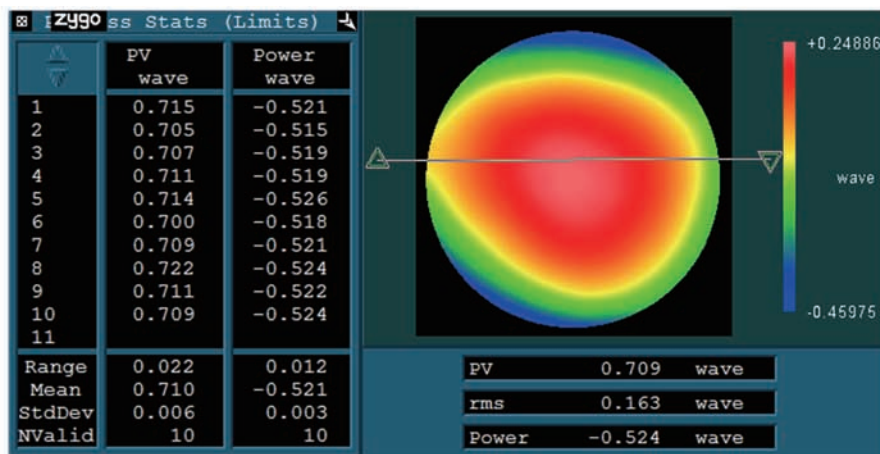 zygo ss Stats (Limits)
PV Power
wave wave
1 0.715 -0.521
2 0.705 -0.515
3 0.707 -0.519
4 0.711 -0.519
5 0.714 -0.526
6 0.700 -0.518
7 0.709 -0.521
8 0.722 -0.524
9 0.711 -0.522
10 0.709 -0.524
11
Range 0.022 0.012
Mean 0.710 -0.521
StdDev 0.006 0.003
NValid 10 10
+0.24886
wave
-0.45975
PV 0.709 wave
rms 0.163 wave
Power -0.524 wave